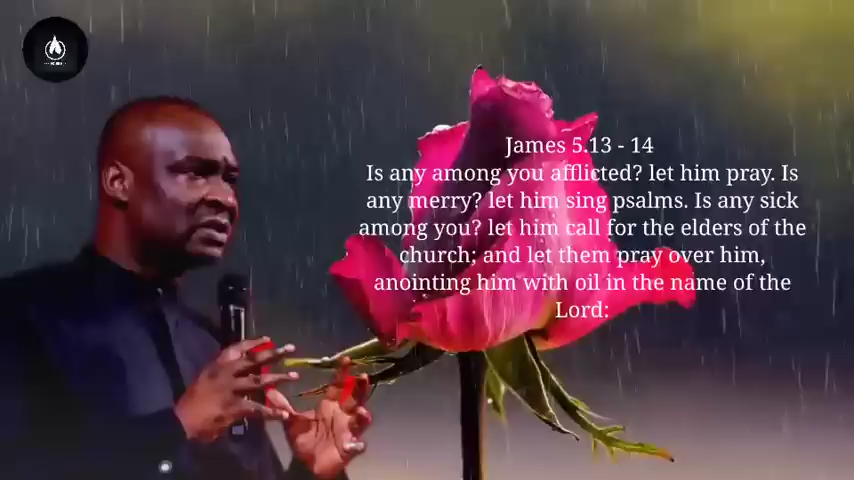 James 5.13 - 14
Is any among you afflicted? let him pray. Is
any merry? let him sing psalms. Is any sick
among you? let him call for the elders of the
church; and let them pray over him,
anointing him with oil in the name of the
Lord: